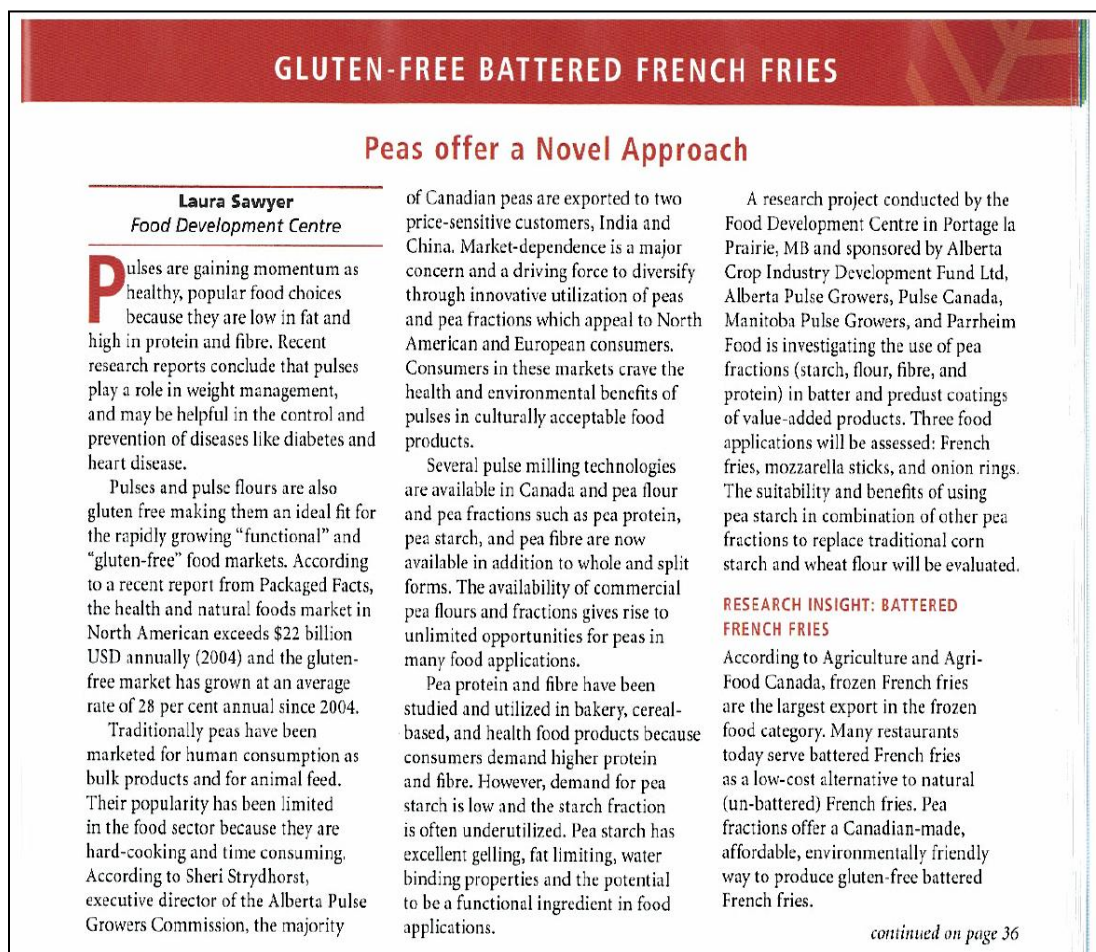 GLUTEN-FREE BATTERED FRENCH FRIES
Peas offer a Novel Approach
Laura Sawyer
Food Development Centre
Pulses are gaining momentum as
healthy, popular food choices
because they are low in fat and
high in protein and fibre. Recent
research reports conclude that pulses
play a role in weight management,
and may be helpful in the control and
prevention of diseases like diabetes and
heart disease.
Pulses and pulse flours are also
gluten free making them an ideal fit for
the rapidly growing “functional” and
“gluten-free” food markets. According
to a recent report from Packaged Facts,
the health and natural foods market in
North American exceeds $22 billion
USD annually (2004) and the gluten-
free market has grown at an average
rate of 28 per cent annual since 2004.
Traditionally peas have been
marketed for human consumption as
bulk products and for animal feed.
Their popularity has been limited
in the food sector because they are
hard-cooking and time consuming.
According to Sheri Strydhorst,
executive director of the Alberta Pulse
Growers Commission, the majority
of Canadian peas are exported to two
price-sensitive customers, India and
China. Market-dependence is a major
concern and a driving force to diversify
through innovative utilization of peas
and pea fractions which appeal to North
American and European consumers.
Consumers in these markets crave the
health and environmental benefits of
pulses in culturally acceptable food
products.
Several pulse milling technologies
are available in Canada and pea flour
and pea fractions such as pea protein,
pea starch, and pea fibre are now
available in addition to whole and split
forms. The availability of commercial
pea flours and fractions gives rise to
unlimited opportunities for peas in
many food applications.
Pea protein and fibre have been
studied and utilized in bakery, cereal-
based, and health food products because
consumers demand higher protein
and fibre. However, demand for pea
starch is low and the starch fraction
is often underutilized. Pea starch has
excellent gelling, fat limiting, water
binding properties and the potential
to be a functional ingredient in food
applications.
A research project conducted by the
Food Development Centre in Portage la
Prairie, MB and sponsored by Alberta
Crop Industry Development Fund Ltd,
Alberta Pulse Growers, Pulse Canada,
Manitoba Pulse Growers, and Parrheim
Food is investigating the use of pea
fractions (starch, flour, fibre, and
protein) in batter and predust coatings
of value-added products. Three food
applications will be assessed: French
fries, mozzarella sticks, and onion rings.
The suitability and benefits of using
pea starch in combination of other pea
fractions to replace traditional corn
starch and wheat flour will be evaluated.
RESEARCH INSIGHT: BATTERED
FRENCH FRIES
According to Agriculture and Agri-
Food Canada, frozen French fries
are the largest export in the frozen
food category. Many restaurants
today serve battered French fries
as a low-cost alternative to natural
(un-battered) French fries. Pea
fractions offer a Canadian-made,
affordable, environmentally friendly
way to produce gluten-free battered
French fries.
continued on page 36